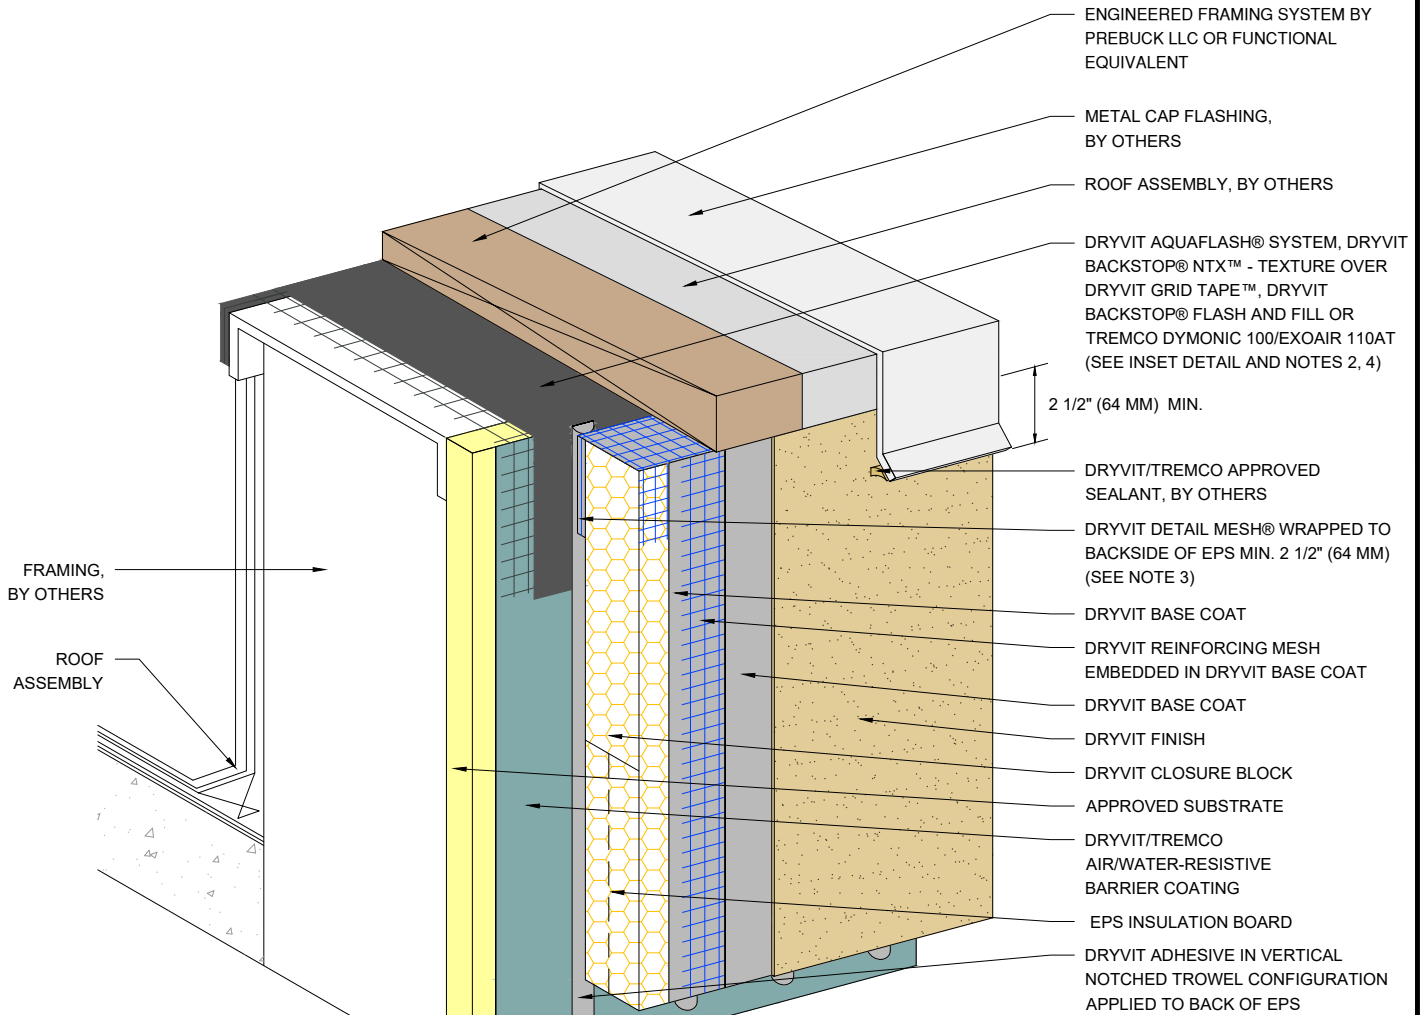 ENGINEERED FRAMING SYSTEM BY
PREBUCK LLC OR FUNCTIONAL
EQUIVALENT
METAL CAP FLASHING,
BY OTHERS
ROOF ASSEMBLY, BY OTHERS
DRYVIT AQUAFLASH® SYSTEM, DRYVIT
BACKSTOP® NTX™ - TEXTURE OVER
DRYVIT GRID TAPE™, DRYVIT
BACKSTOP® FLASH AND FILL OR
TREMCO DYMONIC 100/EXOAIR 110AT
(SEE INSET DETAIL AND NOTES 2, 4)
2 1/2" (64 MM) MIN.
DRYVIT/TREMCO APPROVED
SEALANT, BY OTHERS
DRYVIT DETAIL MESH® WRAPPED TO
BACKSIDE OF EPS MIN. 2 1/2" (64 MM)
(SEE NOTE 3)
FRAMING,
BY OTHERS
DRYVIT BASE COAT
DRYVIT REINFORCING MESH
EMBEDDED IN DRYVIT BASE COAT
ROOF
ASSEMBLY
DRYVIT BASE COAT
DRYVIT FINISH
DRYVIT CLOSURE BLOCK
APPROVED SUBSTRATE
DRYVIT/TREMCO
AIR/WATER-RESISTIVE
BARRIER COATING
EPS INSULATION BOARD
DRYVIT ADHESIVE IN VERTICAL
NOTCHED TROWEL CONFIGURATION
APPLIED TO BACK OF EPS